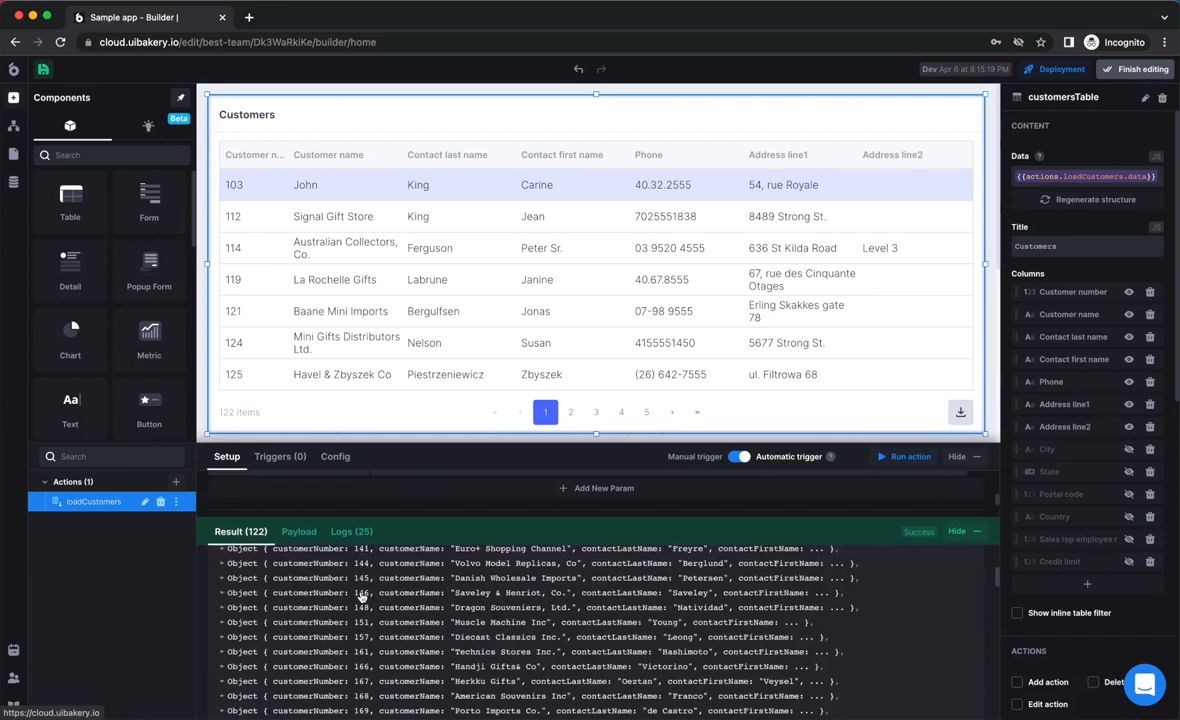 Sample app - Builder |
cloud.uibakery.io/edit/best-team/Dk3WaRkiKe/builder/home
Incognito
Dev Apr 6 at 8:15:19 PM
Deployment
Finish editing
Components
Beta
Search
Table
Form
Detail
Popup Form
Chart
Metric
Aa
Text
Button
Search
Actions (1)
loadCustomers
https://cloud.uibakery.io
Customers
Customer n... Customer name Contact last name Contact first name Phone Address line1 Address line2
103 John King Carine 40.32.2555 54, rue Royale
112 Signal Gift Store King Jean 7025551838 8489 Strong St.
114 Australian Collectors, Co. Ferguson Peter Sr. 03 9520 4555 636 St Kilda Road Level 3
119 La Rochelle Gifts Labrune Janine 40.67.8555 67, rue des Cinquante Otages
121 Baane Mini Imports Bergulfsen Jonas 07-98 9555 Erling Skakkes gate 78
124 Mini Gifts Distributors Ltd. Nelson Susan 4155551450 5677 Strong St.
125 Havel & Zbyszek Co Piestrzeniewicz Zbyszek (26) 642-7555 ul. Filtrowa 68
122 items
« ‹ 1 2 3 4 5 › »
Setup Triggers (0) Config
Manual trigger Automatic trigger ?
Run action
Hide
Add New Param
Result (122) Payload Logs (25)
Success
Hide
Object { customerNumber: 141, customerName: "Euro+ Shopping Channel", contactLastName: "Freyre", contactFirstName: ... },
Object { customerNumber: 144, customerName: "Volvo Model Replicas, Co", contactLastName: "Berglund", contactFirstName: ... },
Object { customerNumber: 145, customerName: "Danish Wholesale Imports", contactLastName: "Petersen", contactFirstName: ... },
Object { customerNumber: 146, customerName: "Saveley & Henriot, Co.", contactLastName: "Saveley", contactFirstName: ... },
Object { customerNumber: 148, customerName: "Dragon Souveniers, Ltd.", contactLastName: "Natividad", contactFirstName: ... },
Object { customerNumber: 151, customerName: "Muscle Machine Inc", contactLastName: "Young", contactFirstName: ... },
Object { customerNumber: 157, customerName: "Diecast Classics Inc.", contactLastName: "Leong", contactFirstName: ... },
Object { customerNumber: 161, customerName: "Technics Stores Inc.", contactLastName: "Hashimoto", contactFirstName: ... },
Object { customerNumber: 166, customerName: "Handji Gifts& Co", contactLastName: "Victorino", contactFirstName: ... },
Object { customerNumber: 167, customerName: "Herkku Gifts", contactLastName: "Oeztan", contactFirstName: "Veysel", ... },
Object { customerNumber: 168, customerName: "American Souvenirs Inc", contactLastName: "Franco", contactFirstName: ... },
Object { customerNumber: 169, customerName: "Porto Imports Co.", contactLastName: "de Castro", contactFirstName: ... },
customersTable
CONTENT
Data ? JS
{{actions.loadCustomers.data}}
Regenerate structure
Title JS
Customers
Columns
123 Customer number
Aa Customer name
Aa Contact last name
Aa Contact first name
Aa Phone
Aa Address line1
Aa Address line2
Aa City
State
123 Postal code
Aa Country
123 Sales rep employee r
123 Credit limit
Show inline table filter
ACTIONS
Add action
Delet
Edit action